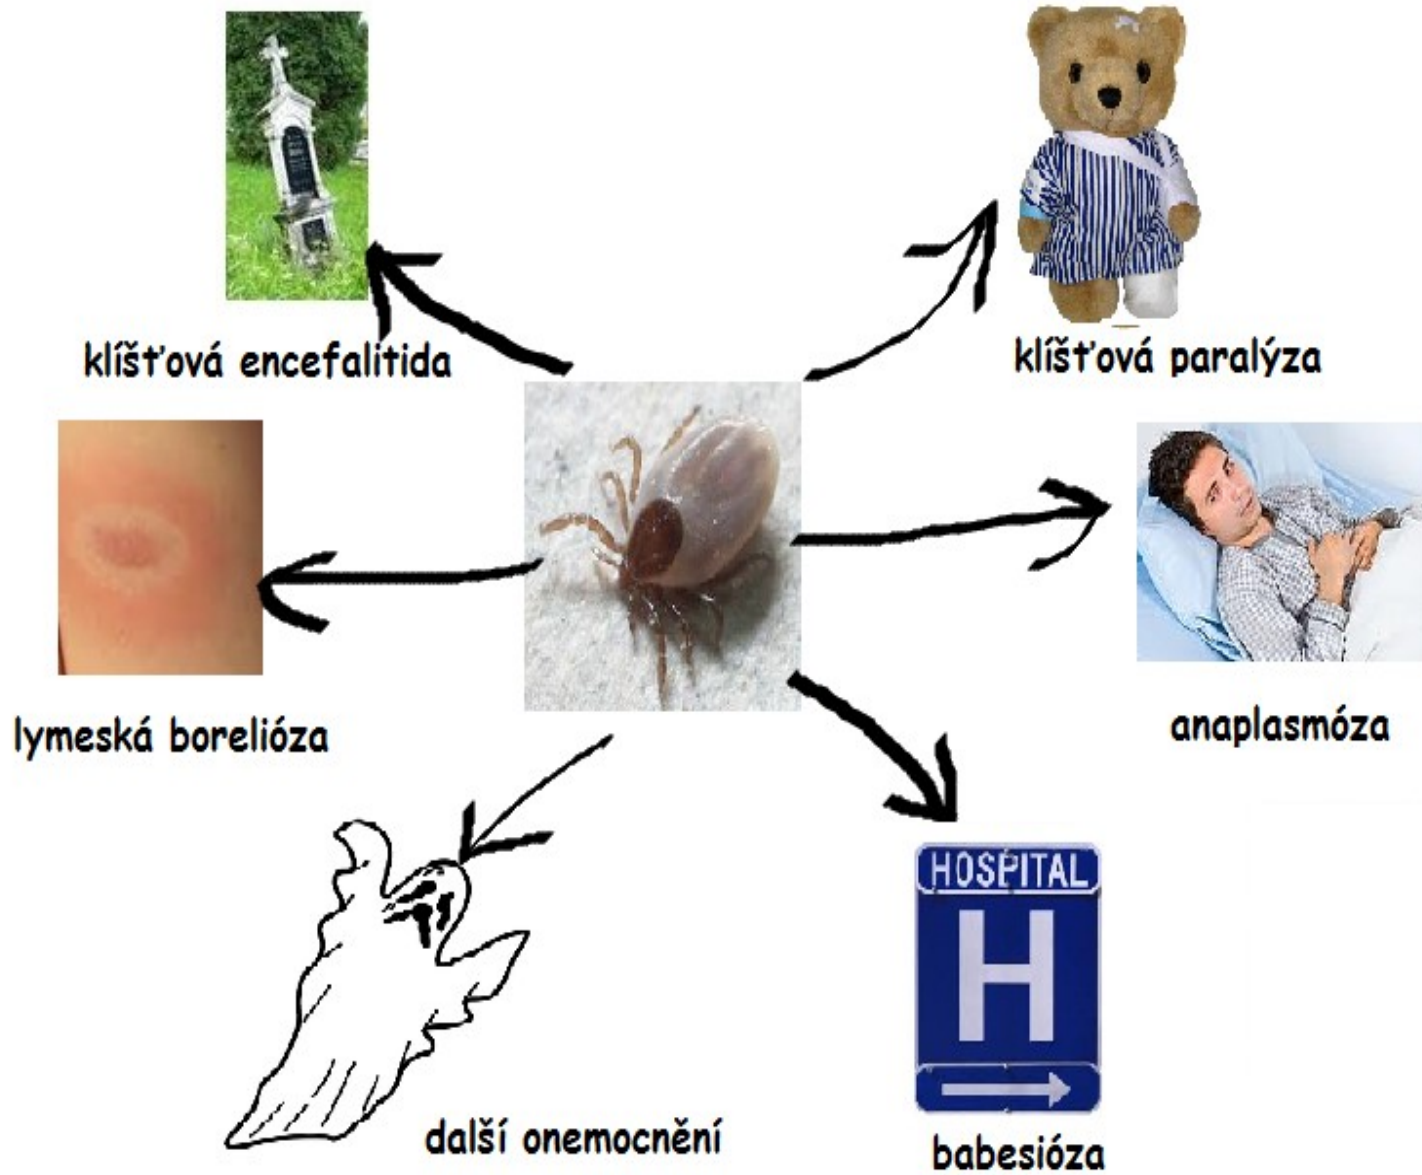 klíšťová encefalitida
klíšťová paralýza
lymeská borelióza
anaplasmóza
HOSPITAL
H
další onemocnění
babesióza